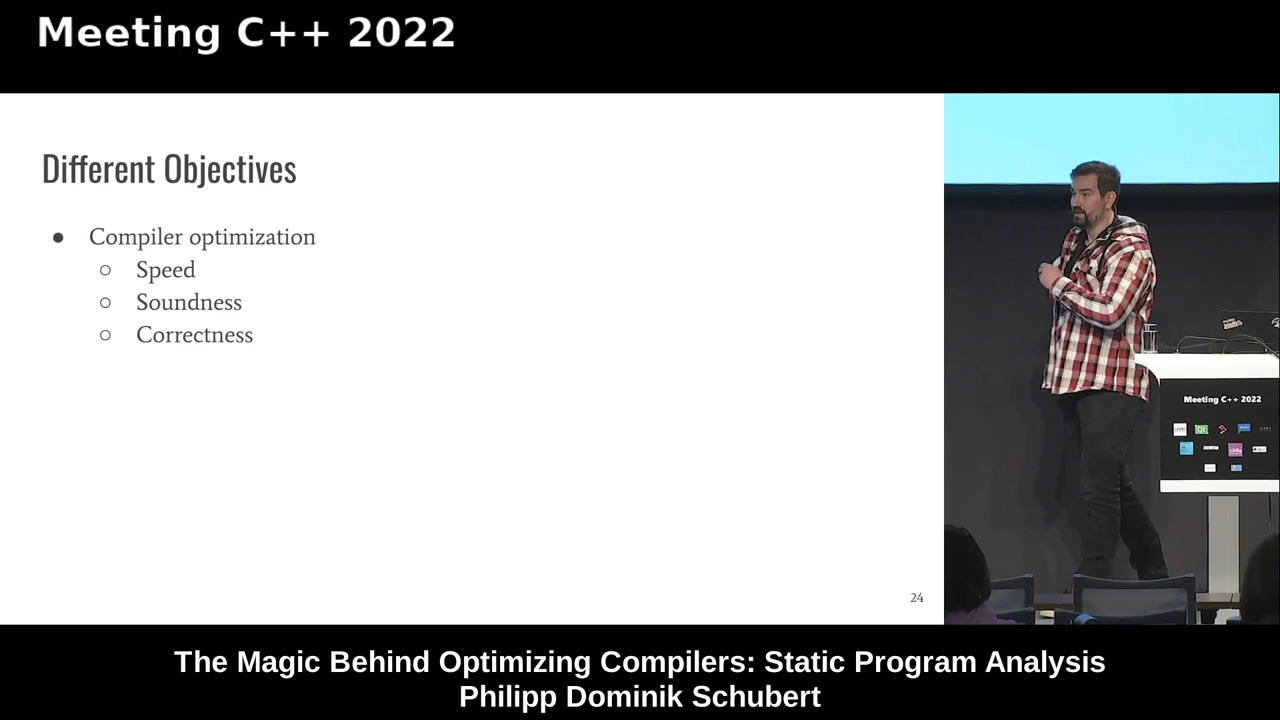 Meeting C++ 2022
Different Objectives
● Compiler optimization
○ Speed
○ Soundness
○ Correctness
24
Meeting C++ 2022
Qt
The Magic Behind Optimizing Compilers: Static Program Analysis
Philipp Dominik Schubert